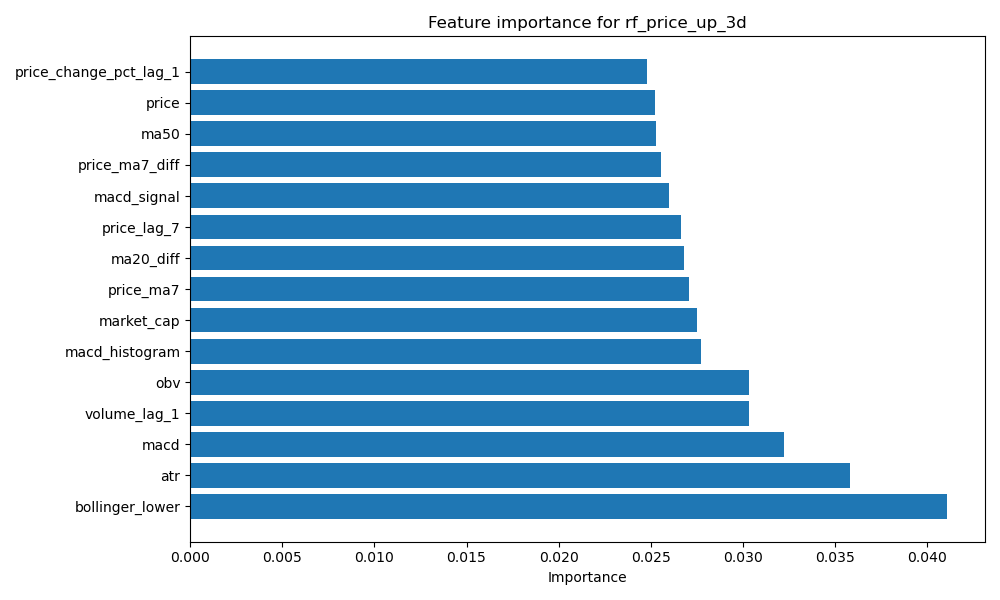 Feature importance for rf_price_up_3d
price_change_pct_lag_1
price
ma50
price_ma7_diff
macd_signal
price_lag_7
ma20_diff
price_ma7
market_cap
macd_histogram
obv
volume_lag_1
macd
atr
bollinger_lower
0.000 0.005 0.010 0.015 0.020 0.025 0.030 0.035 0.040
Importance